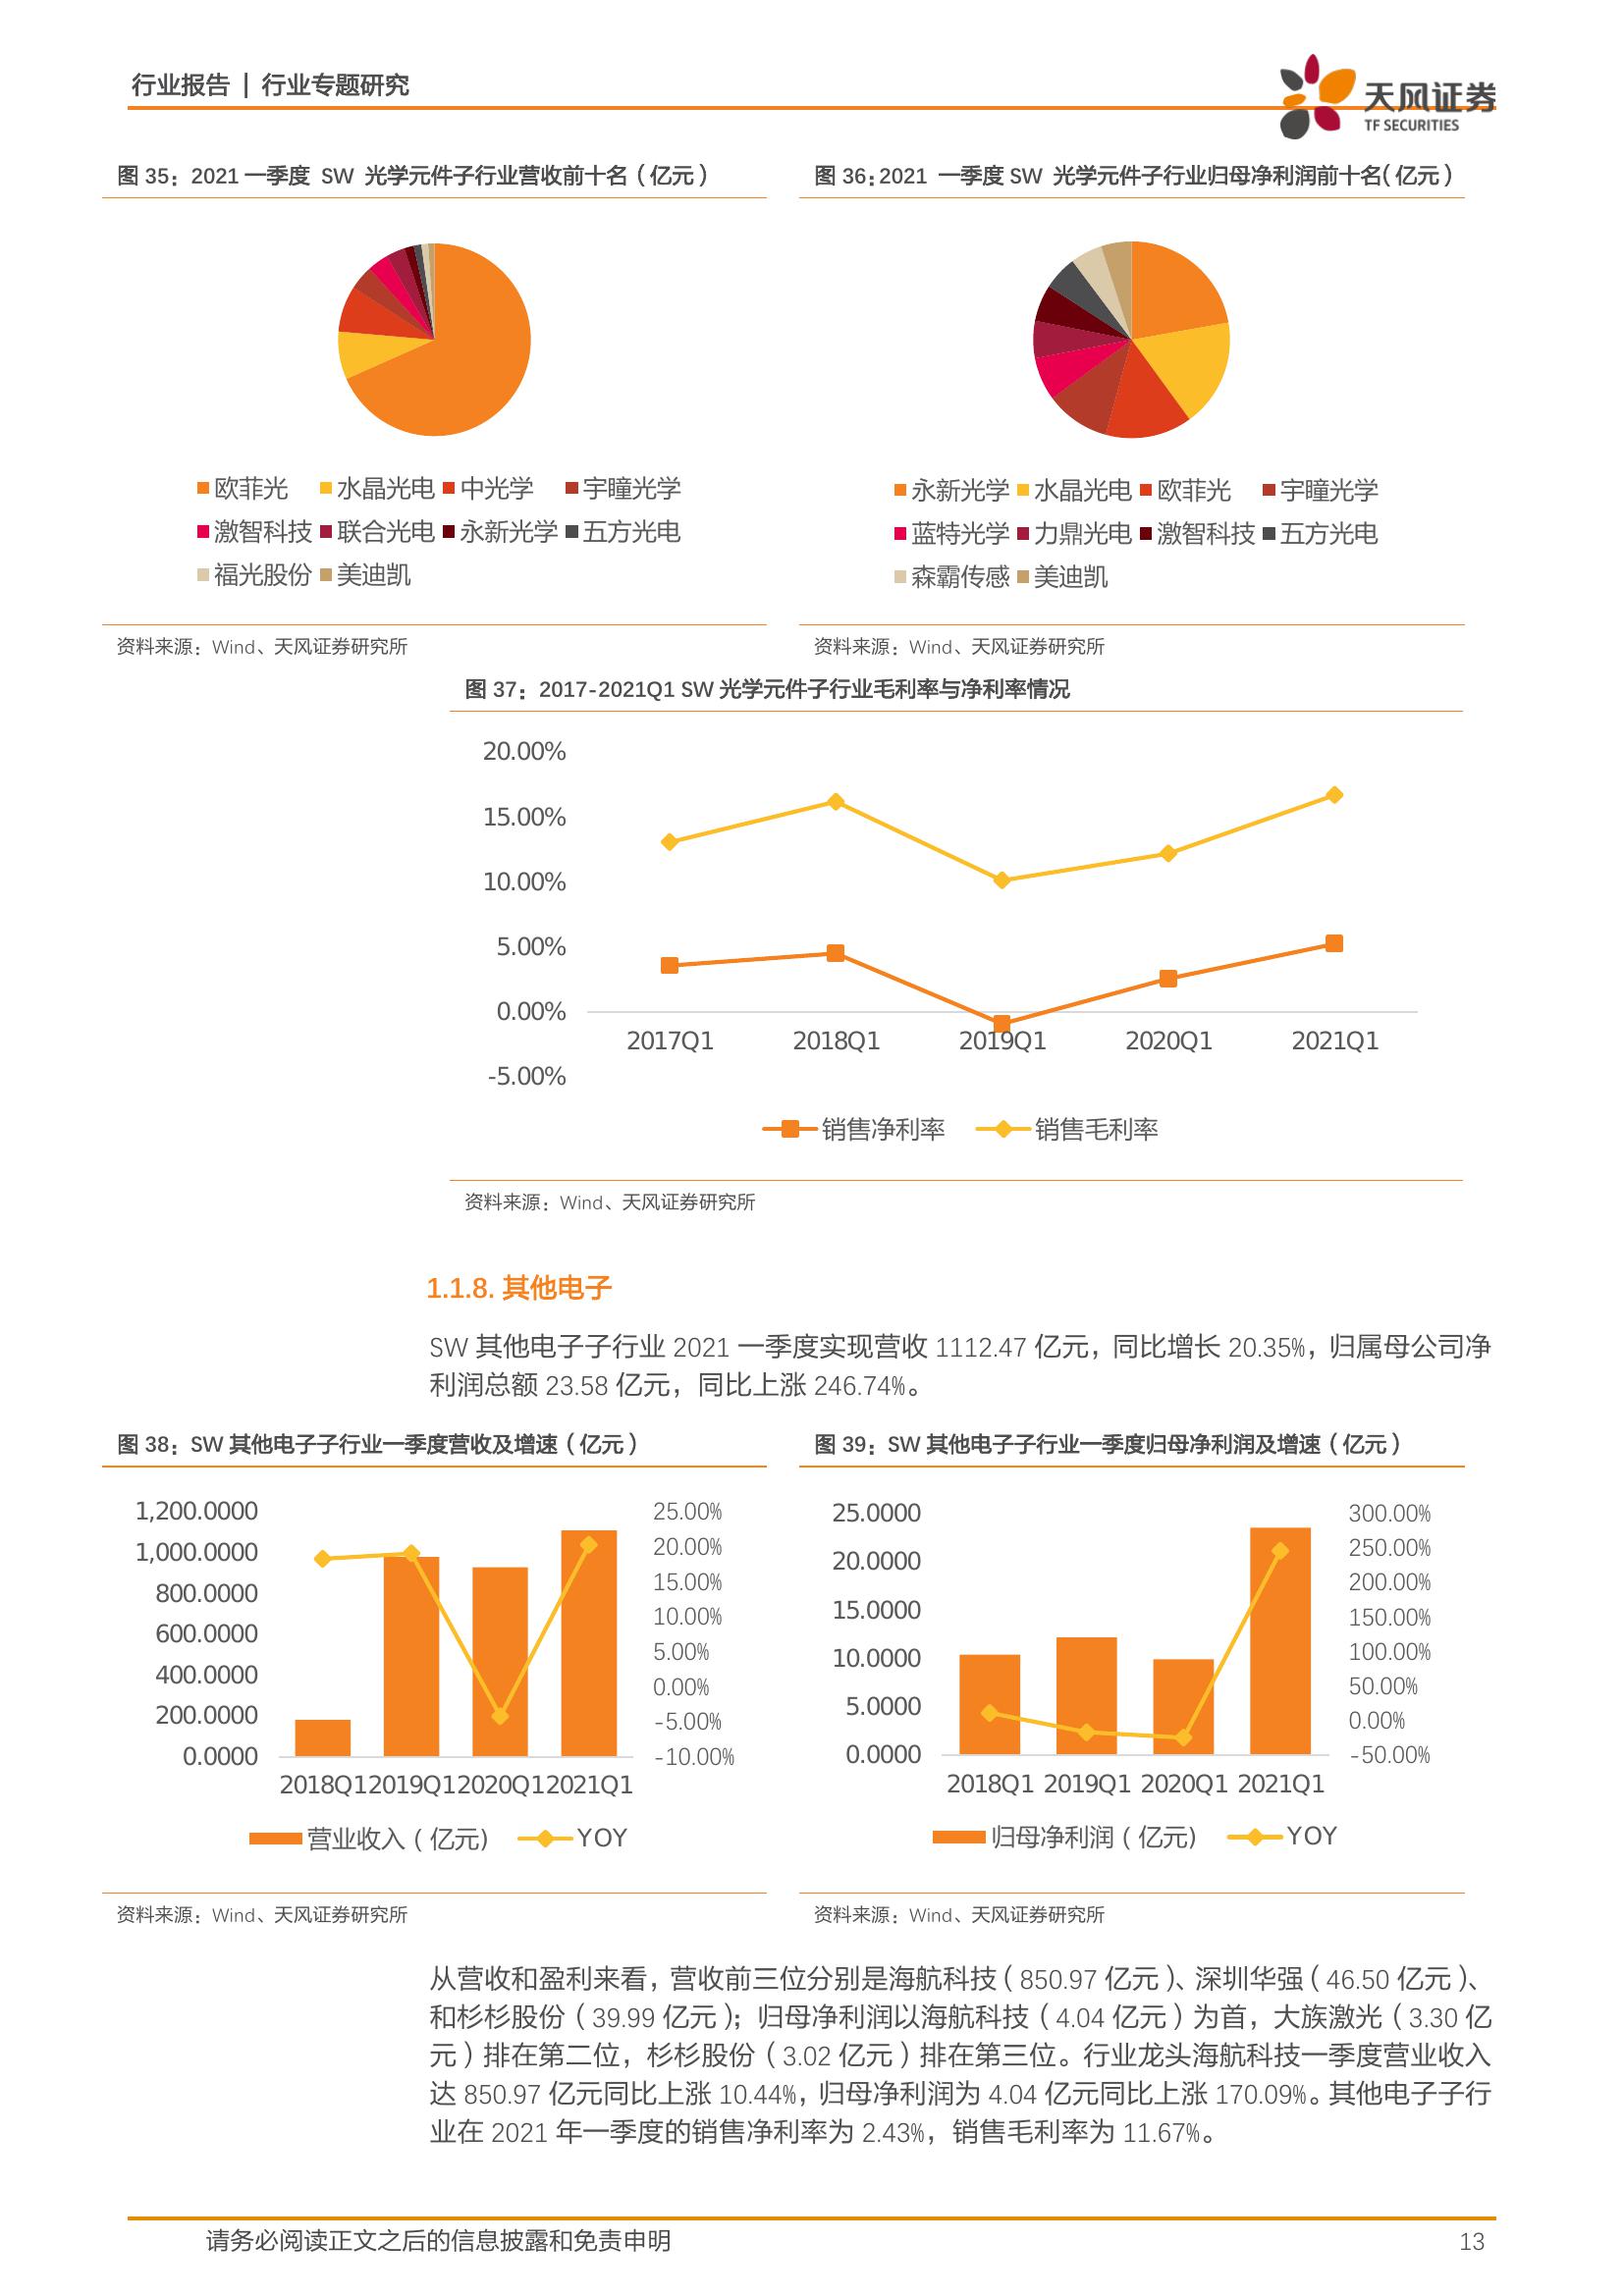 行业报告 | 行业专题研究
天风证券
TF SECURITIES
图 35：2021 一季度 SW 光学元件子行业营收前十名（亿元）
欧菲光 水晶光电 中光学 宇瞳光学
激智科技 联合光电 永新光学 五方光电
福光股份 美迪凯
资料来源：Wind、天风证券研究所
图 36：2021 一季度 SW 光学元件子行业归母净利润前十名（亿元）
永新光学 水晶光电 欧菲光 宇瞳光学
蓝特光学 力鼎光电 激智科技 五方光电
森霸传感 美迪凯
资料来源：Wind、天风证券研究所
图 37：2017-2021Q1 SW 光学元件子行业毛利率与净利率情况
20.00%
15.00%
10.00%
5.00%
0.00%
2017Q1 2018Q1 2019Q1 2020Q1 2021Q1
-5.00%
销售净利率 销售毛利率
资料来源：Wind、天风证券研究所
1.1.8. 其他电子
SW 其他电子子行业 2021 一季度实现营收 1112.47 亿元，同比增长 20.35%，归属母公司净
利润总额 23.58 亿元，同比上涨 246.74%。
图 38：SW 其他电子子行业一季度营收及增速（亿元）
1,200.0000
1,000.0000
800.0000
600.0000
400.0000
200.0000
0.0000
25.00%
20.00%
15.00%
10.00%
5.00%
0.00%
-5.00%
-10.00%
2018Q1 2019Q1 2020Q1 2021Q1
营业收入（亿元） YOY
资料来源：Wind、天风证券研究所
图 39：SW 其他电子子行业一季度归母净利润及增速（亿元）
25.0000
20.0000
15.0000
10.0000
5.0000
0.0000
300.00%
250.00%
200.00%
150.00%
100.00%
50.00%
0.00%
-50.00%
2018Q1 2019Q1 2020Q1 2021Q1
归母净利润（亿元） YOY
资料来源：Wind、天风证券研究所
从营收和盈利来看，营收前三位分别是海航科技（850.97 亿元）、深圳华强（46.50 亿元）、
和杉杉股份（39.99 亿元）；归母净利润以海航科技（4.04 亿元）为首，大族激光（3.30 亿
元）排在第二位，杉杉股份（3.02 亿元）排在第三位。行业龙头海航科技一季度营业收入
达 850.97 亿元同比上涨 10.44%，归母净利润为 4.04 亿元同比上涨 170.09%。其他电子子行
业在 2021 年一季度的销售净利率为 2.43%，销售毛利率为 11.67%。
请务必阅读正文之后的信息披露和免责申明
13